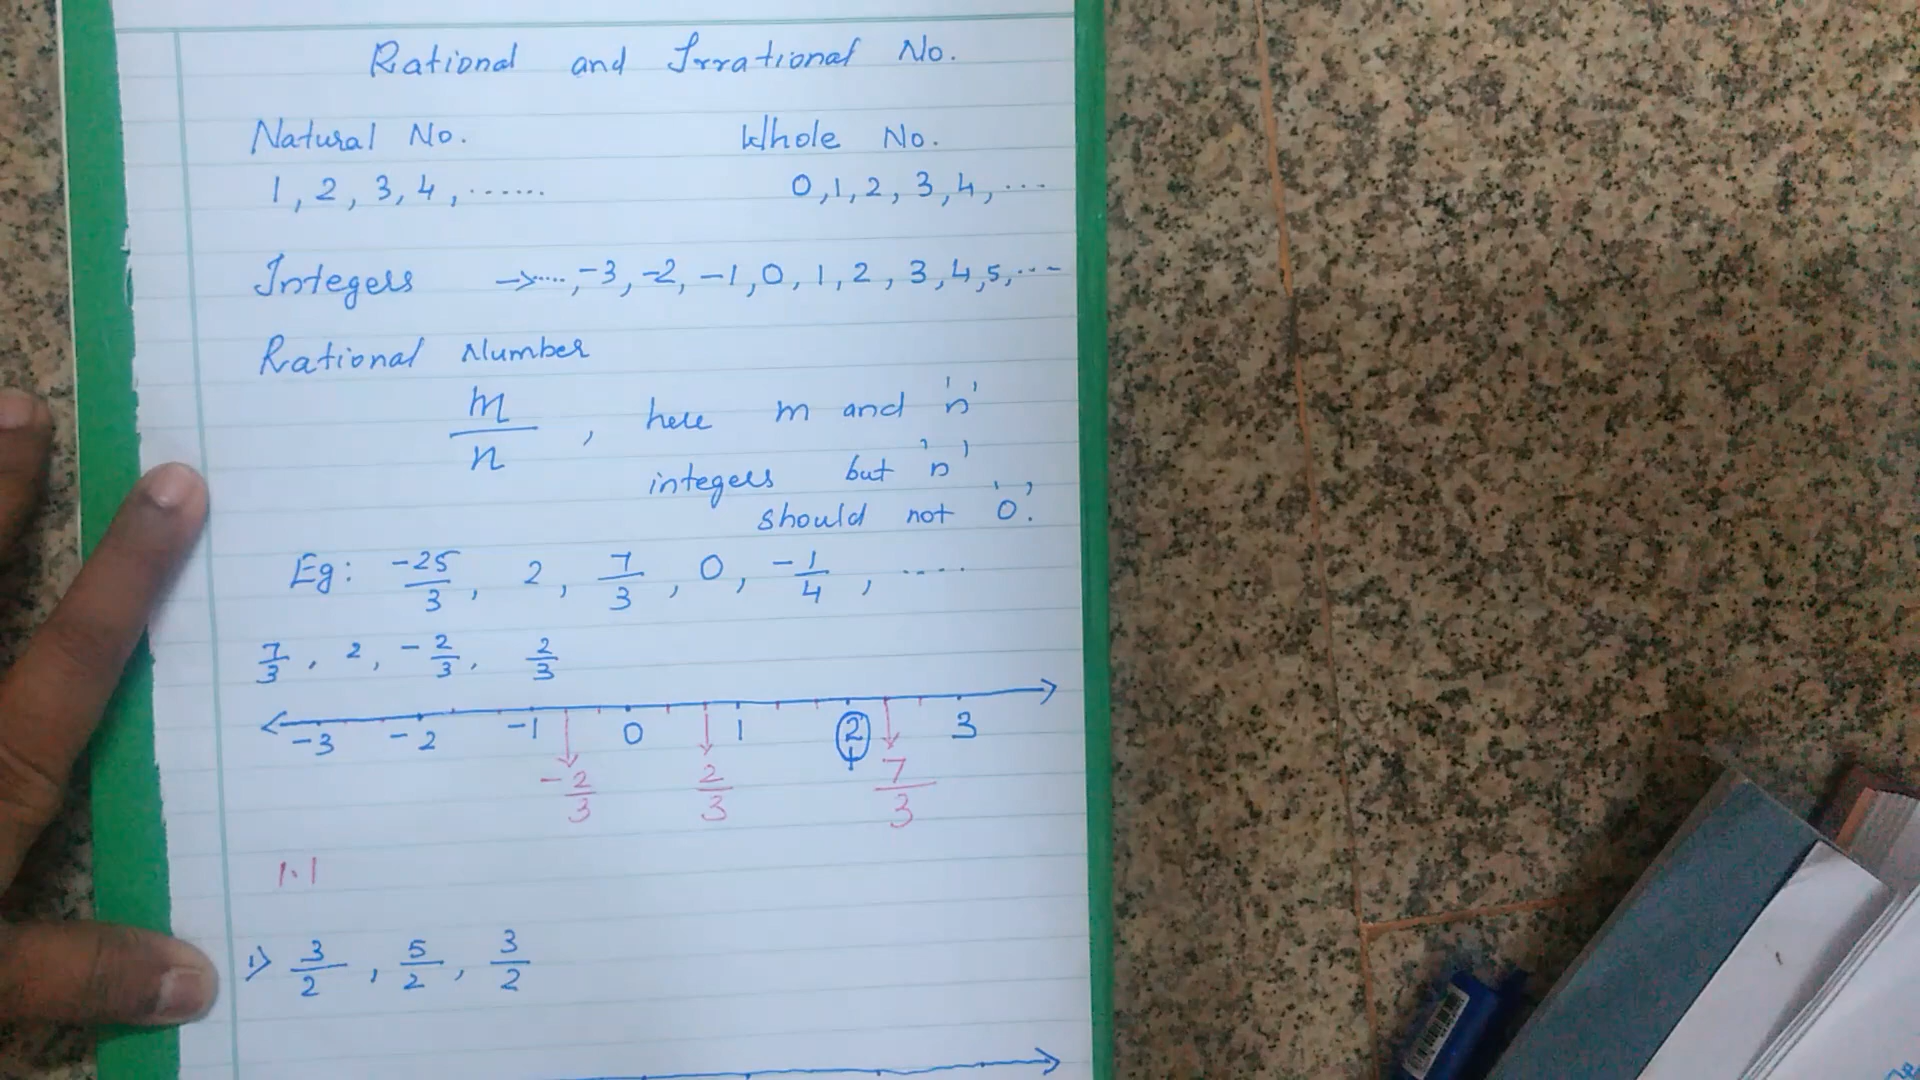 Rational and Irrational No.
Natural No. Whole No.
1, 2, 3, 4, ...... 0, 1, 2, 3, 4, ...
Integers →...., -3, -2, -1, 0, 1, 2, 3, 4, 5, ...
Rational Number
m/n, here m and 'n'
integers but 'n'
should not '0'.
Eg: -25/3, 2, 7/3, 0, -1/4, ....
7/3, 2, -2/3, 2/3
-3 -2 -1 0 1 2 3
-2/3 2/3 7/3
1.1
1) 3/2, 5/2, 3/2